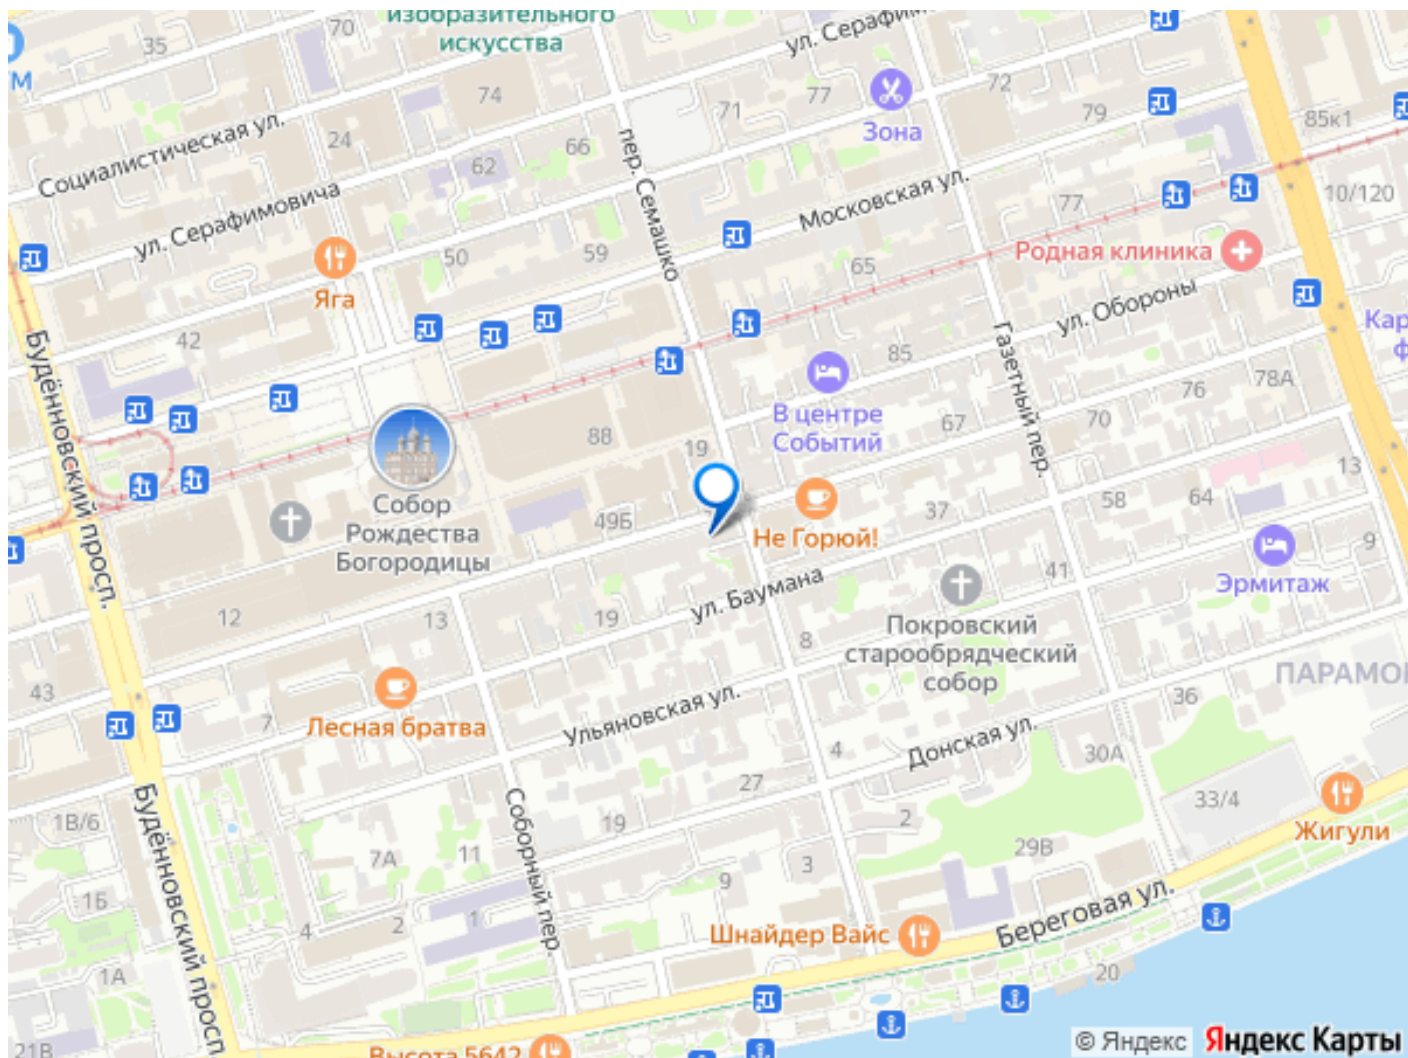 изобразительного
искусства
ул. Серафим
70
35
М
74
71
77
72
79
85к1
Зона
Социалистическая ул.
24
66
62
пер. Семашко
ул. Серафимовича
Московская ул.
77
10/120
Родная клиника
50
59
65
Яга
ул. Обороны
Кар
ф
42
Будённовский просп.
Газетный пер.
85
78А
76
В центре
Событий
67
70
88
19
13
Собор
Рождества
Богородицы
49Б
37
58
64
Не Горюй!
9
Эрмитаж
ул. Баумана
41
12
13
19
8
Покровский
старообрядческий
собор
ПАРАМО
43
7
Лесная братва
Ульяновская ул.
36
4
Донская ул.
30А
27
33/4
1В/6
Будённовский просп.
Соборный пер.
19
2
Жигули
7А
11
29В
3
9
1Б
1
2
4
Шнайдер Вайс
Береговая ул.
1А
20
21В
Высота 5642
© Яндекс
Яндекс Карты